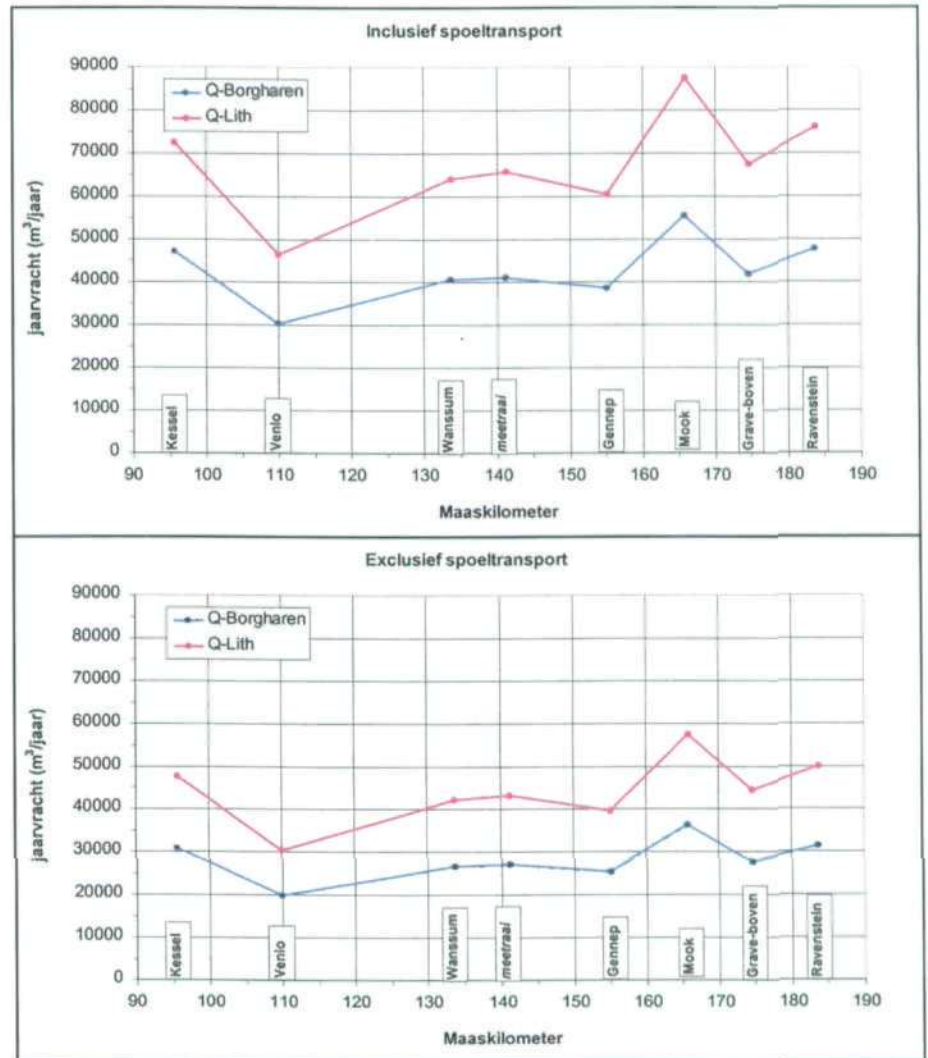 Inclusief spoeltransport
jaarvracht (m³/jaar)
90000
80000
70000
60000
50000
40000
30000
20000
10000
0
Q-Borgharen
Q-Lith
Kessel
Venlo
Wanssum
meetraai
Gennep
Mook
Grave-boven
Ravenstein
90 100 110 120 130 140 150 160 170 180 190
Maaskilometer
Exclusief spoeltransport
jaarvracht (m³/jaar)
90000
80000
70000
60000
50000
40000
30000
20000
10000
0
Q-Borgharen
Q-Lith
Kessel
Venlo
Wanssum
meetraai
Gennep
Mook
Grave-boven
Ravenstein
90 100 110 120 130 140 150 160 170 180 190
Maaskilometer